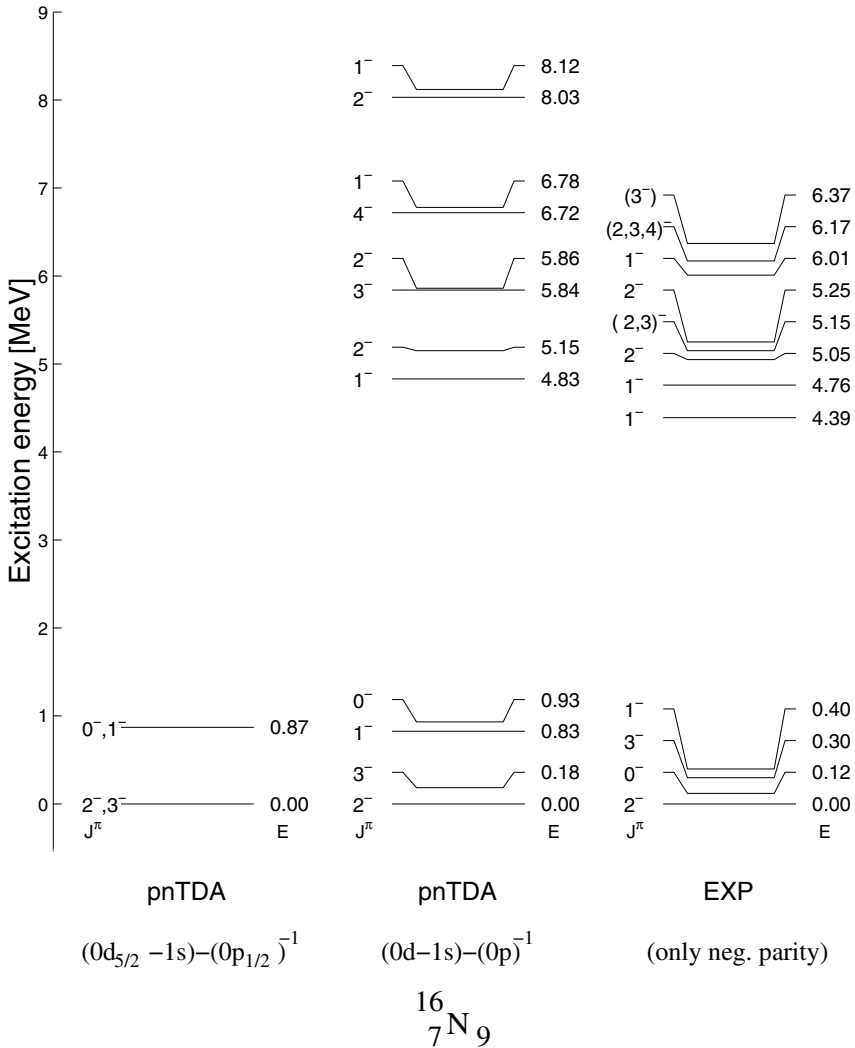 Excitation energy [MeV]
9
8
7
6
5
4
3
2
1
0
0⁻,1⁻ 0.87
2⁻,3⁻ 0.00
J^π E
pnTDA
(0d₅/₂ −1s)−(0p₁/₂ )⁻¹
1⁻ 8.12
2⁻ 8.03
1⁻ 6.78
4⁻ 6.72
2⁻ 5.86
3⁻ 5.84
2⁻ 5.15
1⁻ 4.83
0⁻ 0.93
1⁻ 0.83
3⁻ 0.18
2⁻ 0.00
J^π E
pnTDA
(0d−1s)−(0p)⁻¹
(3⁻) 6.37
(2,3,4)⁻ 6.17
1⁻ 6.01
2⁻ 5.25
( 2,3)⁻ 5.15
2⁻ 5.05
1⁻ 4.76
1⁻ 4.39
1⁻ 0.40
3⁻ 0.30
0⁻ 0.12
2⁻ 0.00
J^π E
EXP
(only neg. parity)
¹⁶₇N₉